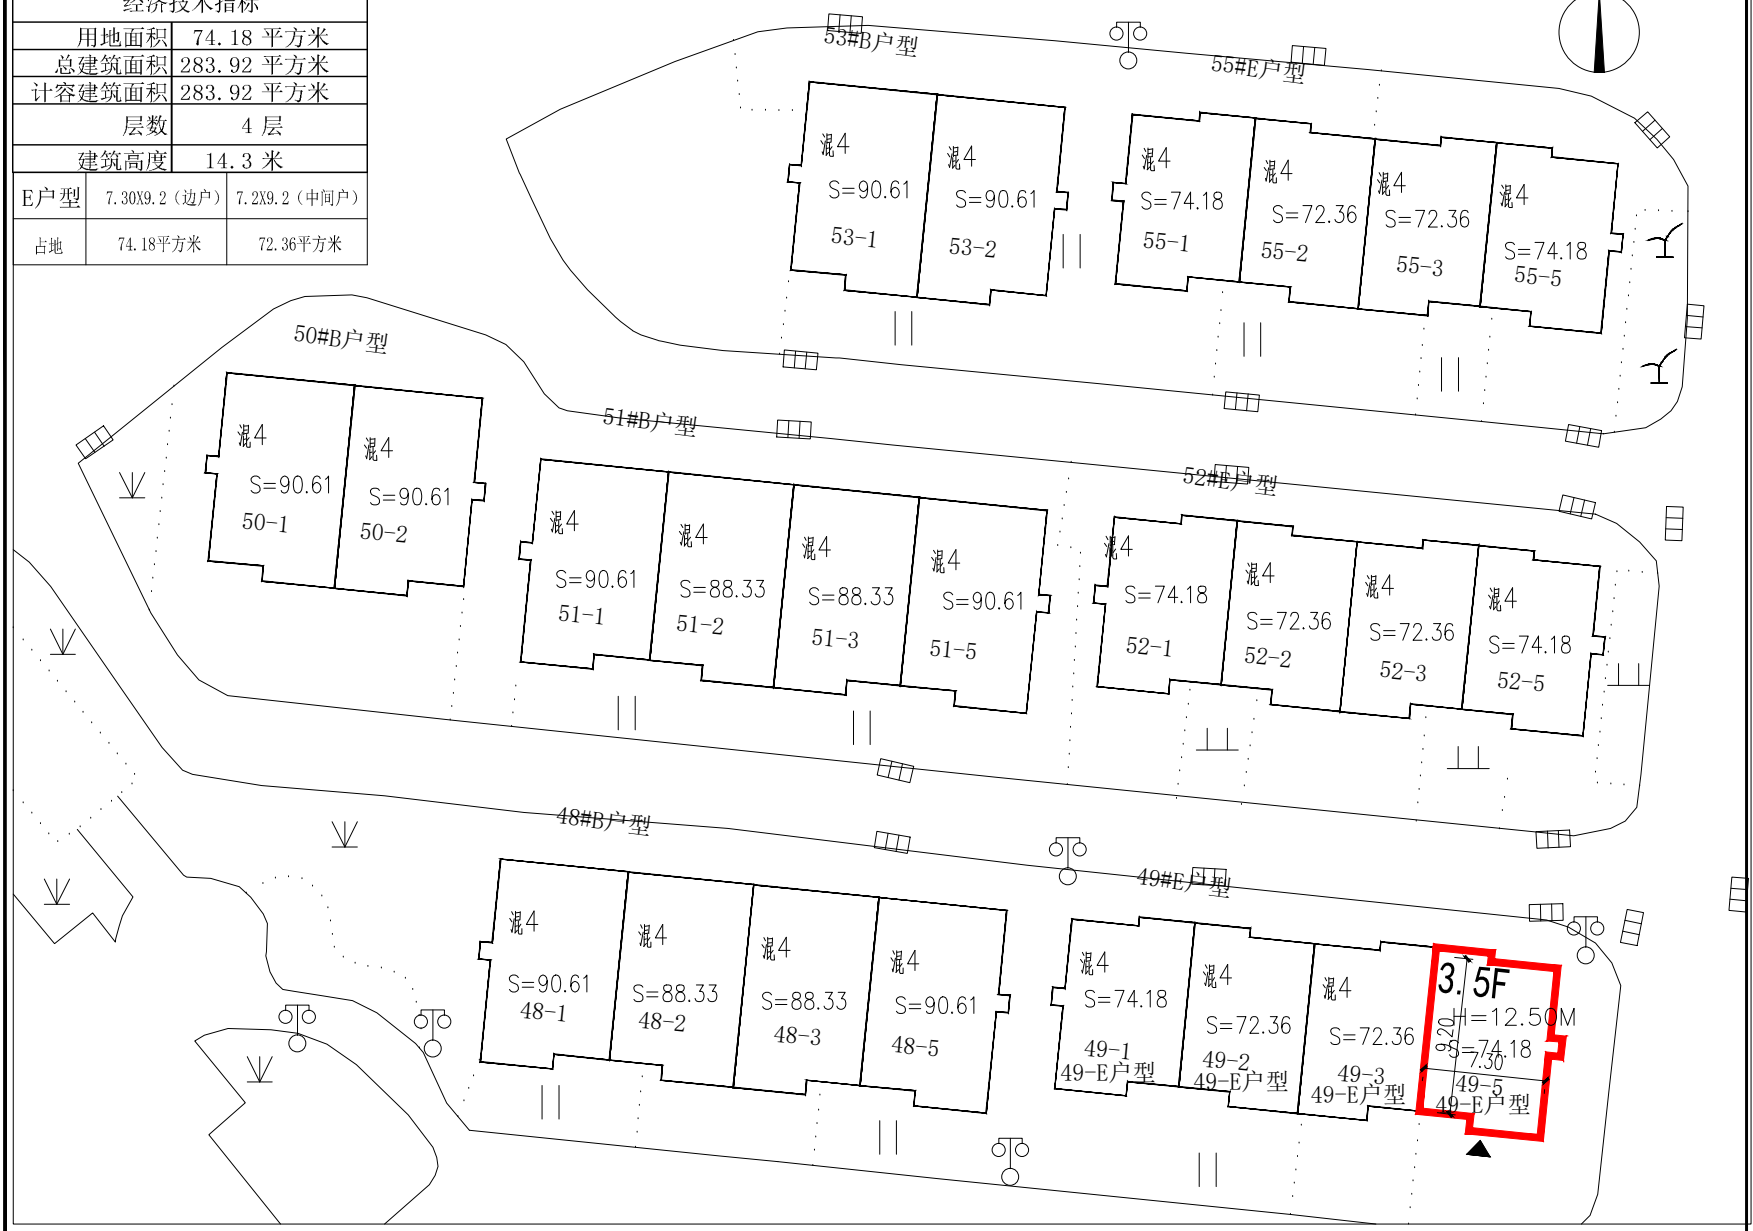 经济技术指标
用地面积 74.18 平方米
总建筑面积 283.92 平方米
计容建筑面积 283.92 平方米
层数 4 层
建筑高度 14.3 米
E户型 7.30X9.2（边户） 7.2X9.2（中间户）
占地 74.18平方米 72.36平方米
53#B户型
混4
S=90.61
53-1
混4
S=90.61
53-2
55#E户型
混4
S=74.18
55-1
混4
S=72.36
55-2
混4
S=72.36
55-3
混4
S=74.18
55-5
50#B户型
混4
S=90.61
50-1
混4
S=90.61
50-2
51#B户型
混4
S=90.61
51-1
混4
S=88.33
51-2
混4
S=88.33
51-3
混4
S=90.61
51-5
52#E户型
混4
S=74.18
52-1
混4
S=72.36
52-2
混4
S=72.36
52-3
混4
S=74.18
52-5
48#B户型
混4
S=90.61
48-1
混4
S=88.33
48-2
混4
S=88.33
48-3
混4
S=90.61
48-5
49#E户型
混4
S=74.18
49-1
49-E户型
混4
S=72.36
49-2
49-E户型
混4
S=72.36
49-3
49-E户型
3.5F
H=12.50M
9.20
S=74.18
7.30
49-5
49-E户型